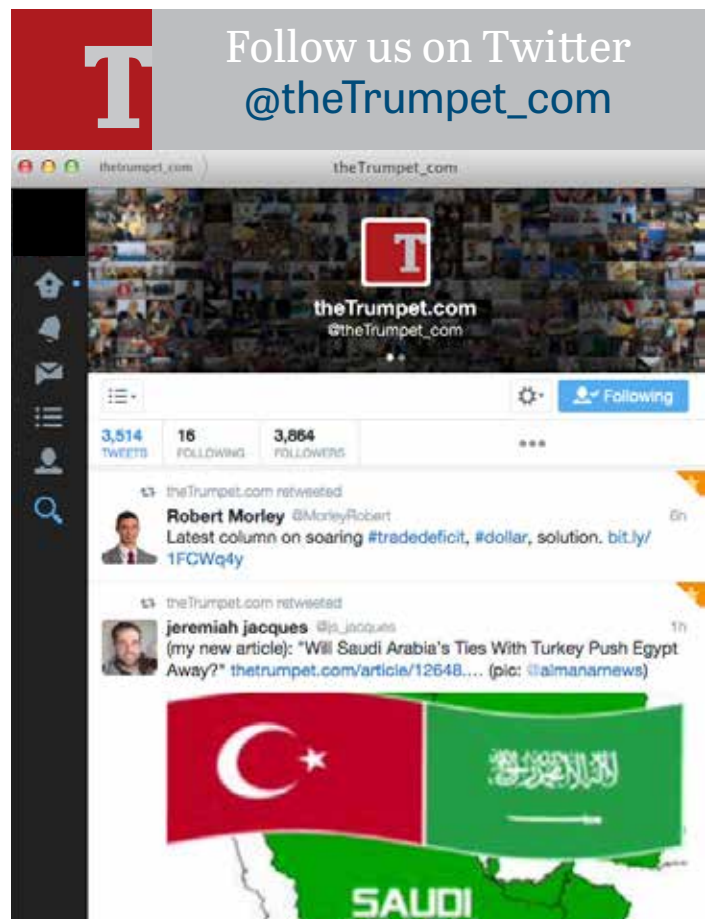 T
Follow us on Twitter
@theTrumpet_com
thetrumpet_com
theTrumpet_com
T
theTrumpet.com
@theTrumpet_com
Following
3,514
TWEETS
16
FOLLOWING
3,864
FOLLOWERS
theTrumpet.com retweeted
Robert Morley @MorleyRobert 6h
Latest column on soaring #tradedeficit, #dollar, solution. bit.ly/
1FCWq4y
theTrumpet.com retweeted
jeremiah jacques @js_jacques 1h
(my new article): "Will Saudi Arabia's Ties With Turkey Push Egypt
Away?" thetrumpet.com/article/12648.... (pic: @almanarnews)
SAUDI